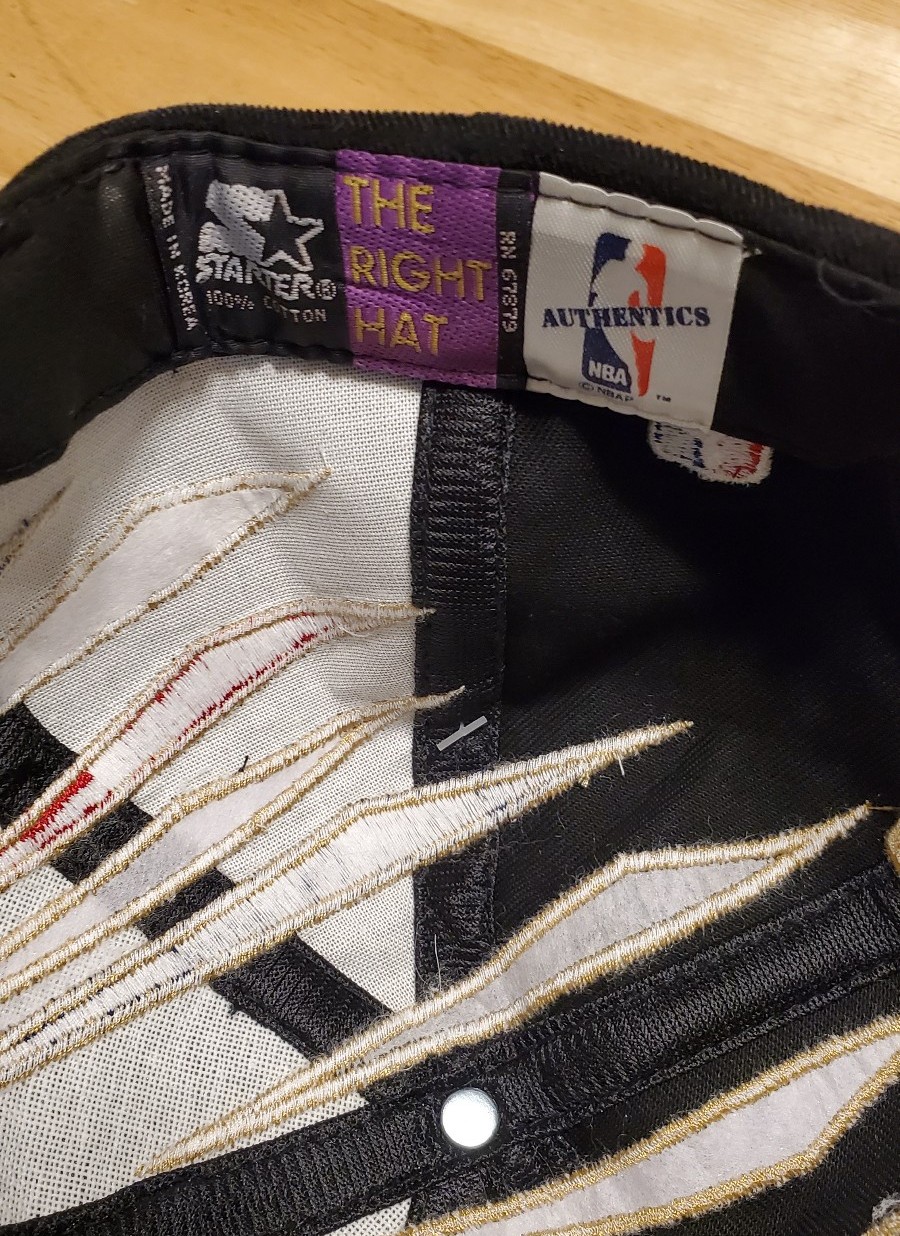 MADE IN KOREA
STARTER®
100% COTTON
THE
RIGHT
HAT
RN 67879
AUTHENTICS
NBA
(C) NBAP ™